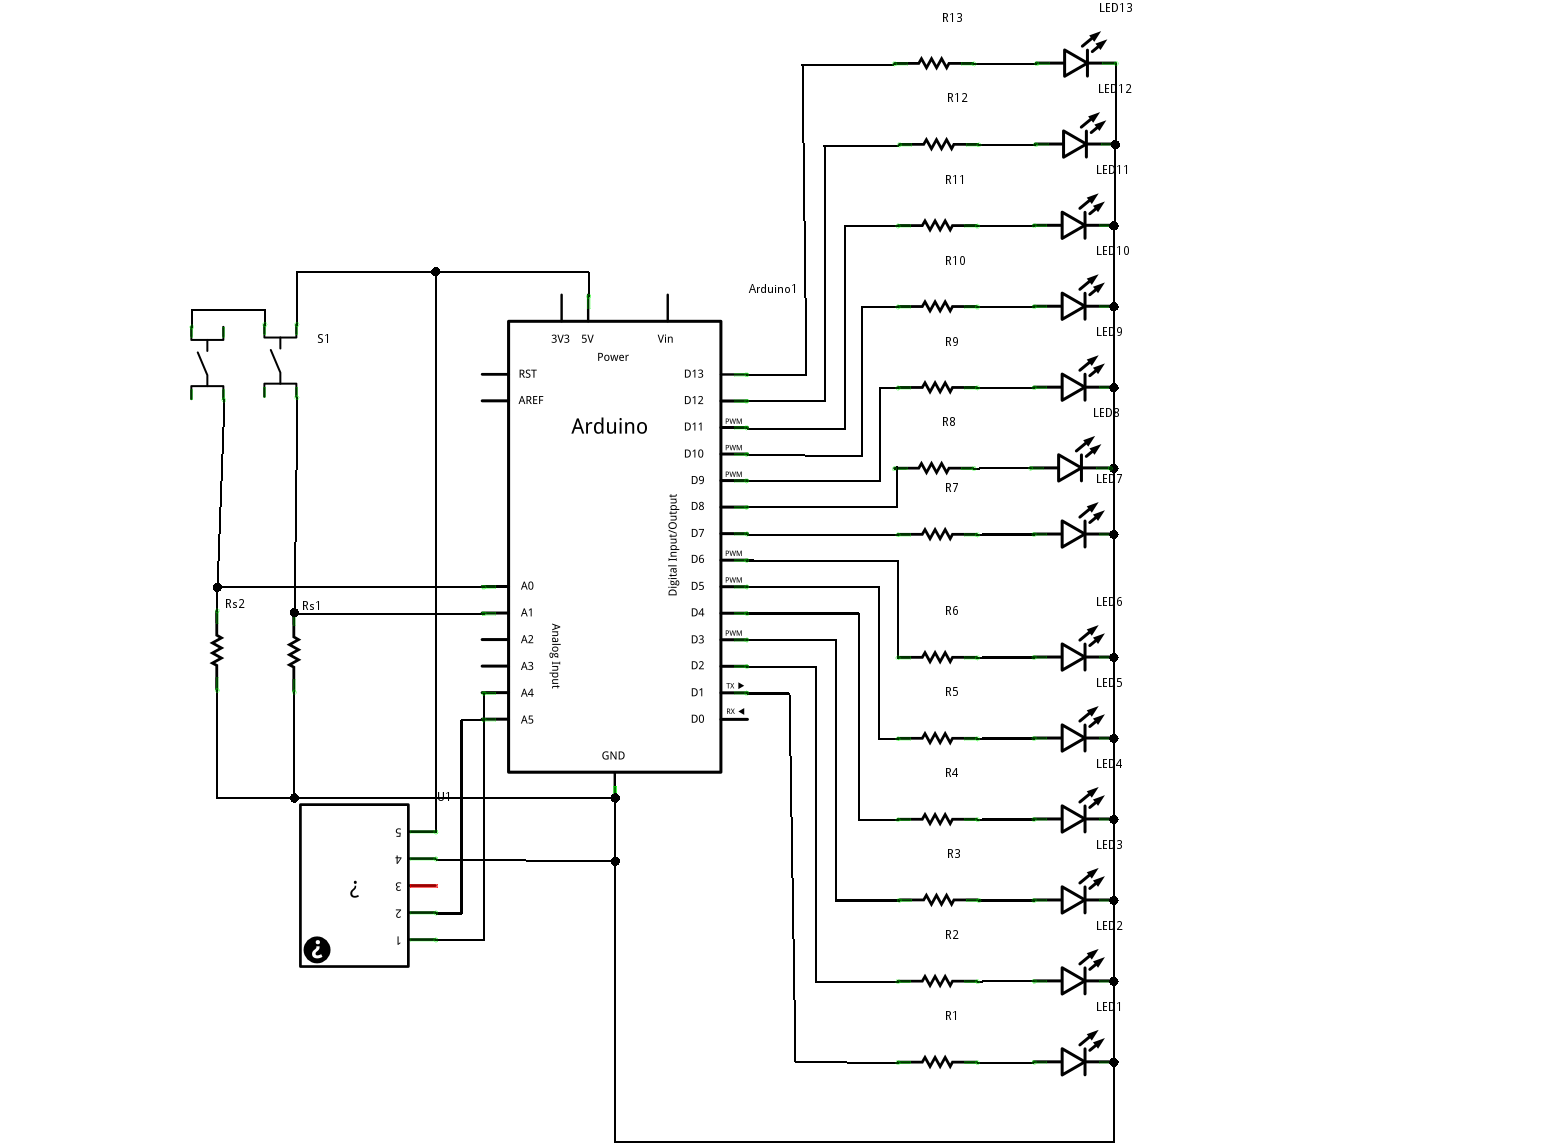 LED13
R13
LED12
R12
LED11
R11
LED10
R10
Arduino1
LED9
S1
3V3 5V Vin
R9
Power
RST
D13
AREF
D12
LED8
Arduino
PWM
R8
D11
PWM
D10
PWM
D9
LED7
R7
D8
D7
Digital Input/Output
PWM
D6
PWM
A0
D5
Rs2
Rs1
LED6
R6
A1
D4
PWM
A2
D3
Analog Input
A3
D2
LED5
TX
R5
A4
D1
RX
A5
D0
GND
LED4
R4
U1
5
4
3
2
1
?
?
LED3
R3
LED2
R2
LED1
R1